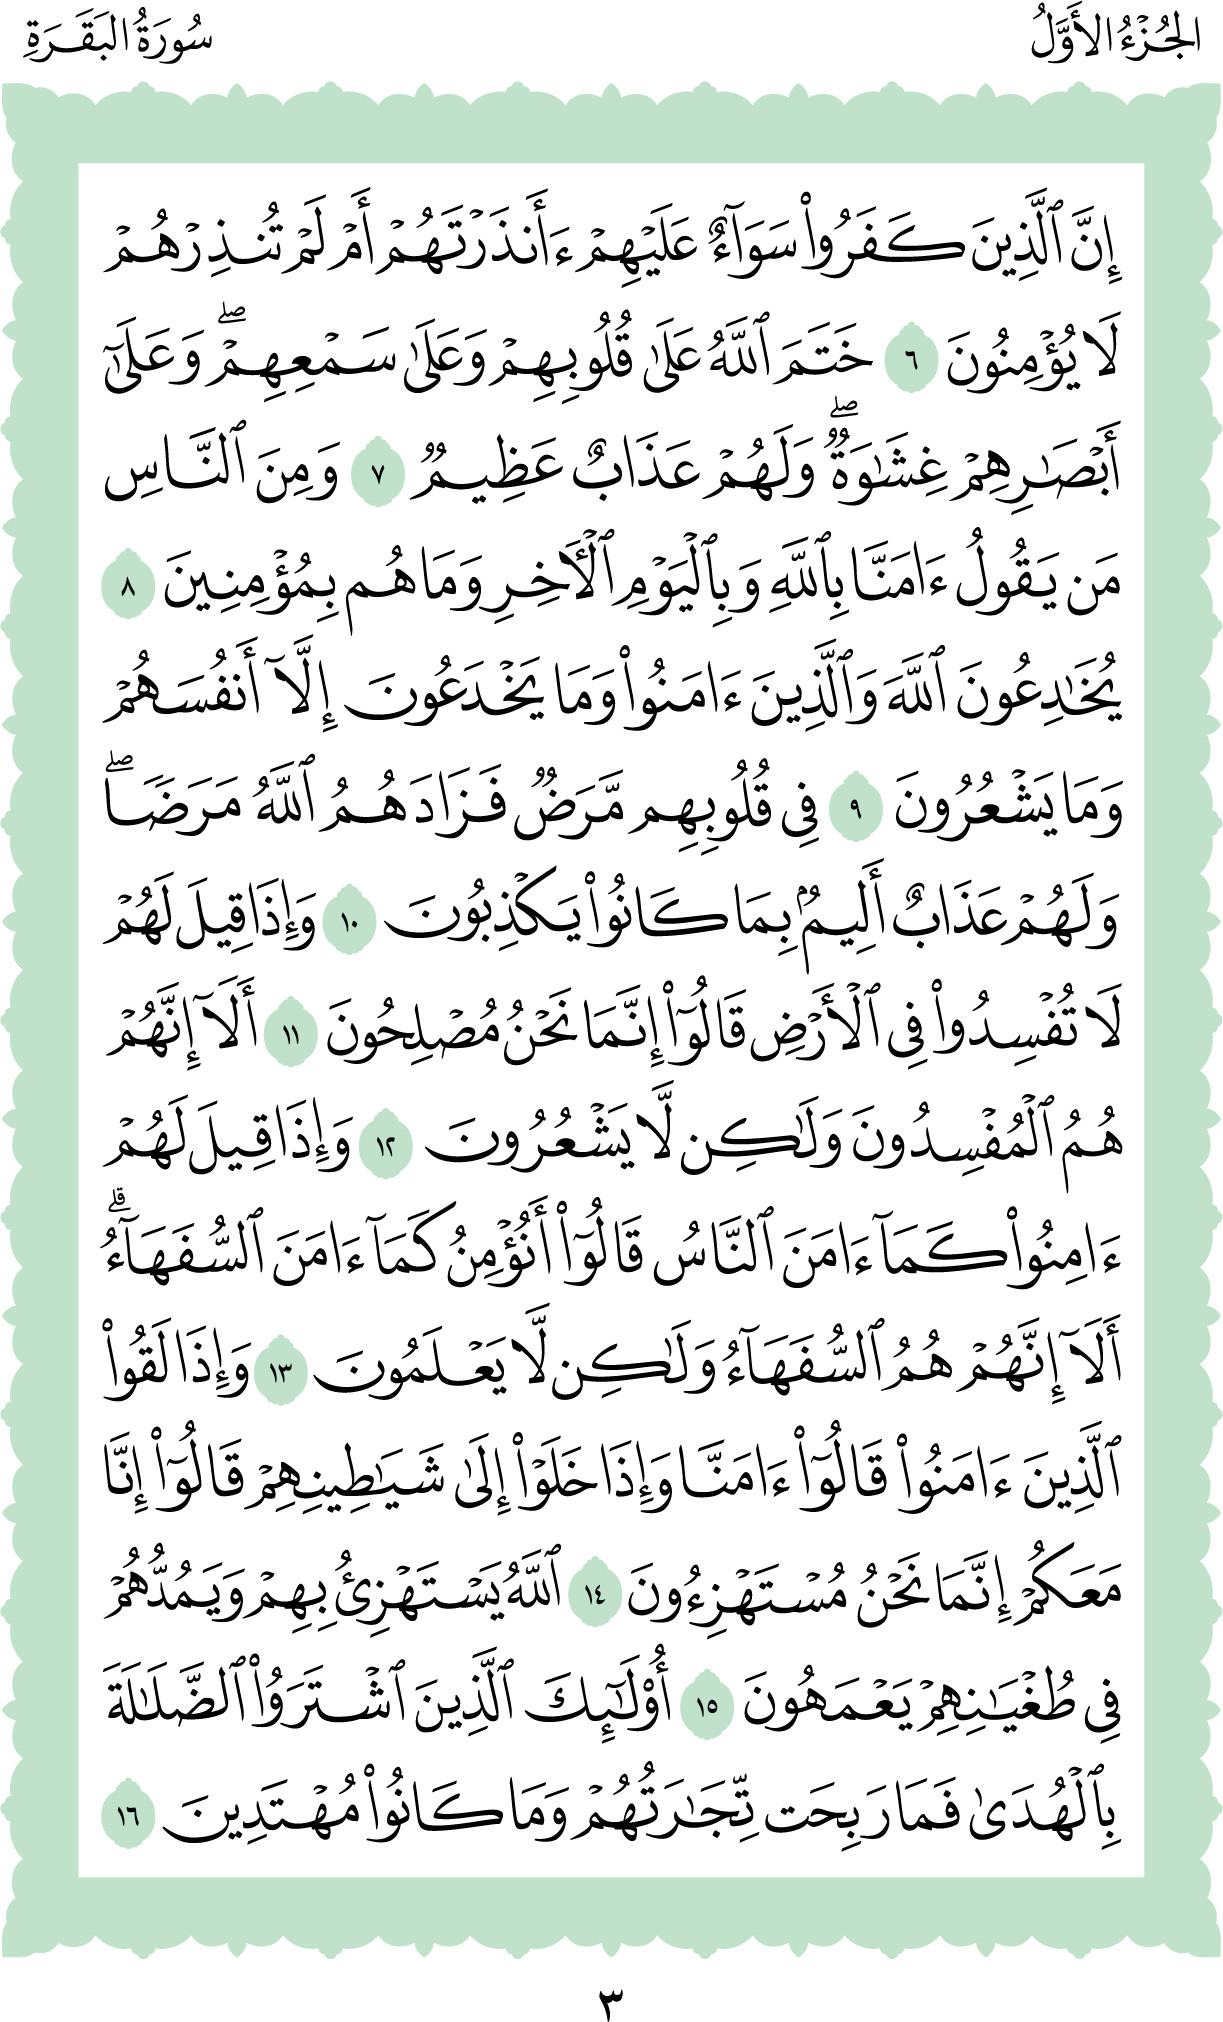 الجُزْءُ الأَوَّلُ
سُورَةُ البَقَرَةِ
إِنَّ ٱلَّذِينَ كَفَرُوا۟ سَوَآءٌ عَلَيْهِمْ ءَأَنذَرْتَهُمْ أَمْ لَمْ تُنذِرْهُمْ
لَا يُؤْمِنُونَ ٦ خَتَمَ ٱللَّهُ عَلَىٰ قُلُوبِهِمْ وَعَلَىٰ سَمْعِهِمْ ۖ وَعَلَىٰٓ
أَبْصَـٰرِهِمْ غِشَـٰوَةٌ ۖ وَلَهُمْ عَذَابٌ عَظِيمٌ ٧ وَمِنَ ٱلنَّاسِ
مَن يَقُولُ ءَامَنَّا بِٱللَّهِ وَبِٱلْيَوْمِ ٱلْـَٔاخِرِ وَمَا هُم بِمُؤْمِنِينَ ٨
يُخَـٰدِعُونَ ٱللَّهَ وَٱلَّذِينَ ءَامَنُوا۟ وَمَا يَخْدَعُونَ إِلَّآ أَنفُسَهُمْ
وَمَا يَشْعُرُونَ ٩ فِى قُلُوبِهِم مَّرَضٌ فَزَادَهُمُ ٱللَّهُ مَرَضًا ۖ
وَلَهُمْ عَذَابٌ أَلِيمٌۢ بِمَا كَانُوا۟ يَكْذِبُونَ ١٠ وَإِذَا قِيلَ لَهُمْ
لَا تُفْسِدُوا۟ فِى ٱلْأَرْضِ قَالُوٓا۟ إِنَّمَا نَحْنُ مُصْلِحُونَ ١١ أَلَآ إِنَّهُمْ
هُمُ ٱلْمُفْسِدُونَ وَلَـٰكِن لَّا يَشْعُرُونَ ١٢ وَإِذَا قِيلَ لَهُمْ
ءَامِنُوا۟ كَمَآ ءَامَنَ ٱلنَّاسُ قَالُوٓا۟ أَنُؤْمِنُ كَمَآ ءَامَنَ ٱلسُّفَهَآءُ ۗ
أَلَآ إِنَّهُمْ هُمُ ٱلسُّفَهَآءُ وَلَـٰكِن لَّا يَعْلَمُونَ ١٣ وَإِذَا لَقُوا۟
ٱلَّذِينَ ءَامَنُوا۟ قَالُوٓا۟ ءَامَنَّا وَإِذَا خَلَوْا۟ إِلَىٰ شَيَـٰطِينِهِمْ قَالُوٓا۟ إِنَّا
مَعَكُمْ إِنَّمَا نَحْنُ مُسْتَهْزِءُونَ ١٤ ٱللَّهُ يَسْتَهْزِئُ بِهِمْ وَيَمُدُّهُمْ
فِى طُغْيَـٰنِهِمْ يَعْمَهُونَ ١٥ أُو۟لَـٰٓئِكَ ٱلَّذِينَ ٱشْتَرَوُا۟ ٱلضَّلَـٰلَةَ
بِٱلْهُدَىٰ فَمَا رَبِحَت تِّجَـٰرَتُهُمْ وَمَا كَانُوا۟ مُهْتَدِينَ ١٦
٣